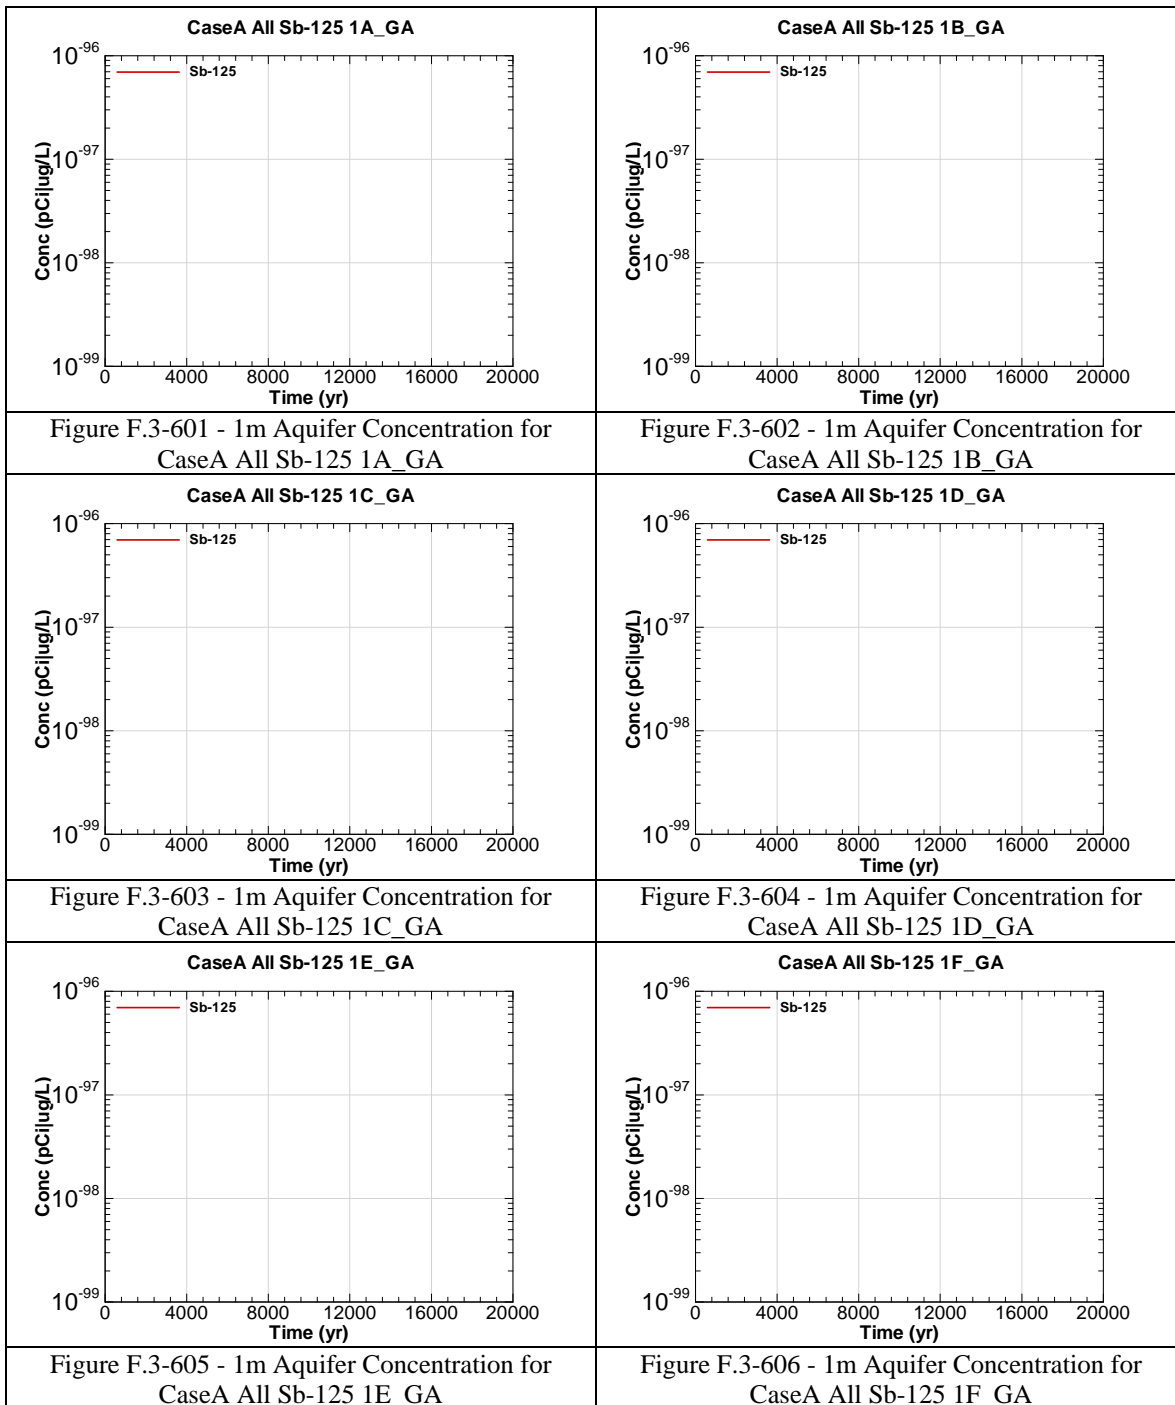 CaseA All Sb-125 1A_GA
10-96
Sb-125
10-97
10-98
10-99
Conc (pCi|ug/L)
0 4000 8000 12000 16000 20000
Time (yr)
Figure F.3-601 - 1m Aquifer Concentration for
CaseA All Sb-125 1A_GA
CaseA All Sb-125 1B_GA
10-96
Sb-125
10-97
10-98
10-99
Conc (pCi|ug/L)
0 4000 8000 12000 16000 20000
Time (yr)
Figure F.3-602 - 1m Aquifer Concentration for
CaseA All Sb-125 1B_GA
CaseA All Sb-125 1C_GA
10-96
Sb-125
10-97
10-98
10-99
Conc (pCi|ug/L)
0 4000 8000 12000 16000 20000
Time (yr)
Figure F.3-603 - 1m Aquifer Concentration for
CaseA All Sb-125 1C_GA
CaseA All Sb-125 1D_GA
10-96
Sb-125
10-97
10-98
10-99
Conc (pCi|ug/L)
0 4000 8000 12000 16000 20000
Time (yr)
Figure F.3-604 - 1m Aquifer Concentration for
CaseA All Sb-125 1D_GA
CaseA All Sb-125 1E_GA
10-96
Sb-125
10-97
10-98
10-99
Conc (pCi|ug/L)
0 4000 8000 12000 16000 20000
Time (yr)
Figure F.3-605 - 1m Aquifer Concentration for
CaseA All Sb-125 1E_GA
CaseA All Sb-125 1F_GA
10-96
Sb-125
10-97
10-98
10-99
Conc (pCi|ug/L)
0 4000 8000 12000 16000 20000
Time (yr)
Figure F.3-606 - 1m Aquifer Concentration for
CaseA All Sb-125 1F_GA